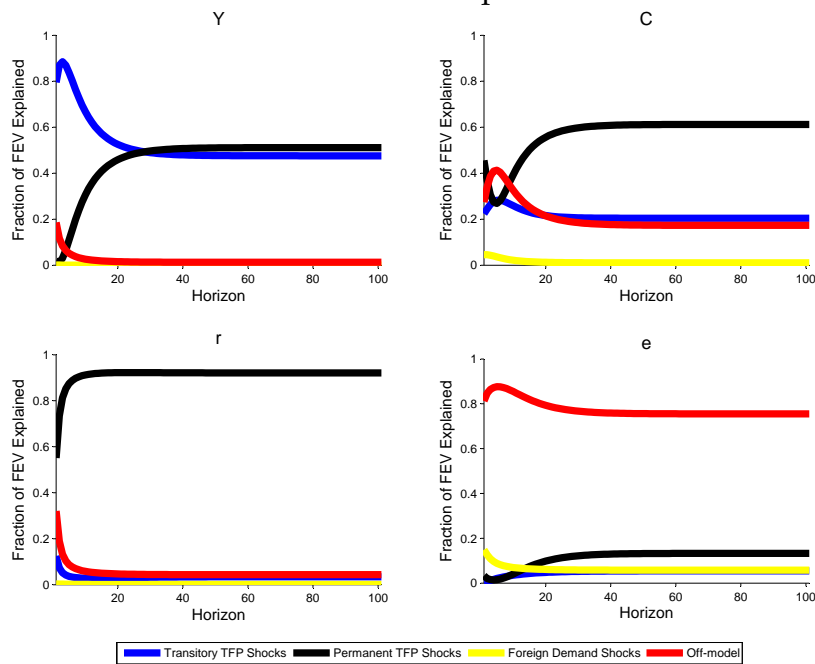 Y
Fraction of FEV Explained
1
0.8
0.6
0.4
0.2
0
20 40 60 80 100
Horizon
C
Fraction of FEV Explained
1
0.8
0.6
0.4
0.2
0
20 40 60 80 100
Horizon
r
Fraction of FEV Explained
1
0.8
0.6
0.4
0.2
0
20 40 60 80 100
Horizon
e
Fraction of FEV Explained
1
0.8
0.6
0.4
0.2
0
20 40 60 80 100
Horizon
Transitory TFP Shocks Permanent TFP Shocks Foreign Demand Shocks Off-model